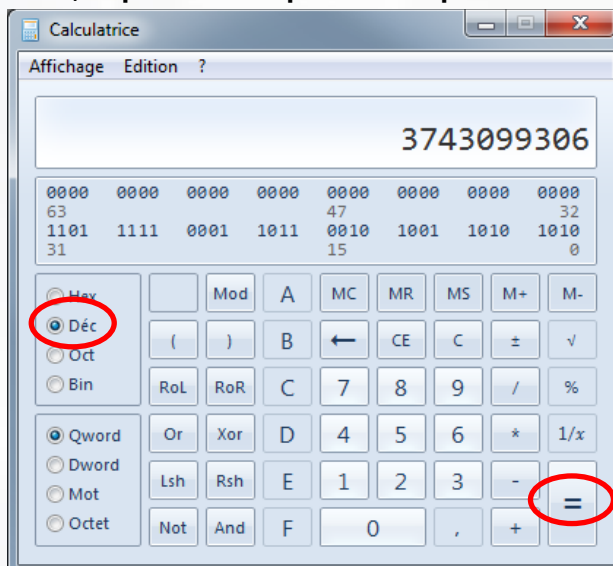 Calculatrice
Affichage Edition ?
3743099306
0000 0000 0000 0000 0000 0000 0000 0000
63 47 32
1101 1111 0001 1011 0010 1001 1010 1010
31 15 0
Hex Mod A MC MR MS M+ M-
Déc ( ) B ← CE C ± √
Oct
Bin RoL RoR C 7 8 9 / %
Qword Or Xor D 4 5 6 * 1/x
Dword Lsh Rsh E 1 2 3 - =
Mot
Octet Not And F 0 , +